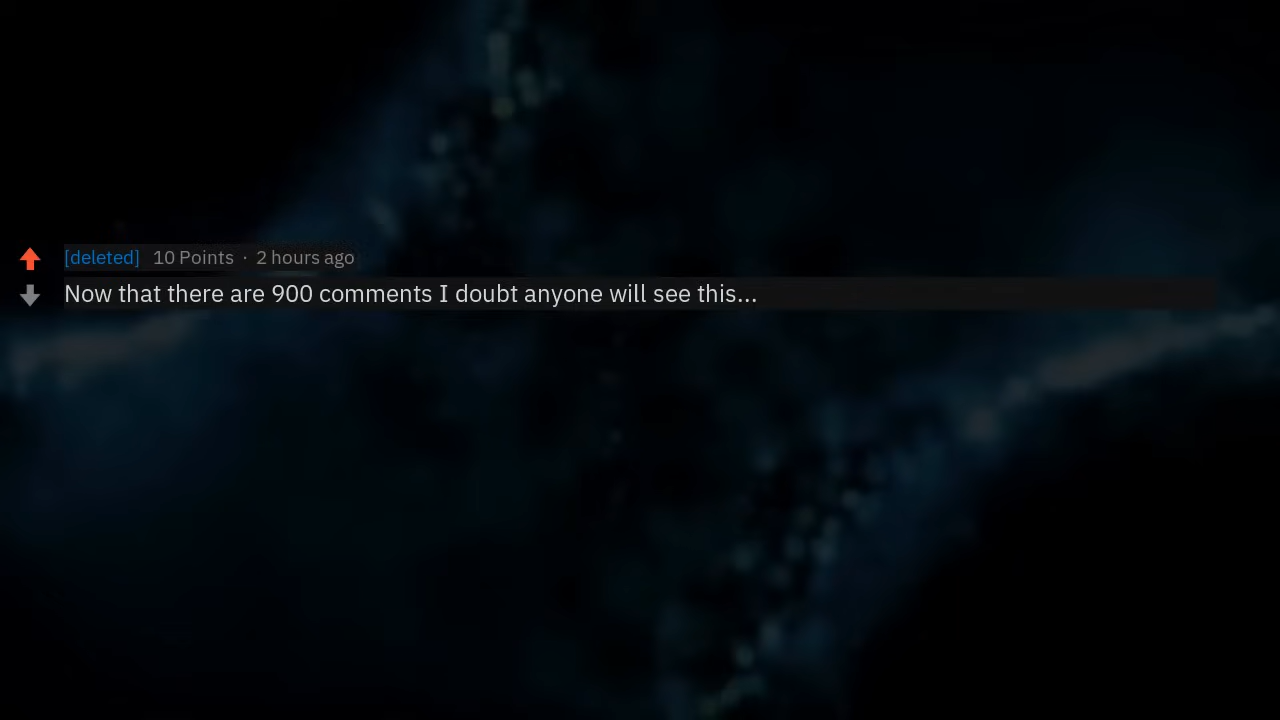 [deleted] 10 Points · 2 hours ago
Now that there are 900 comments I doubt anyone will see this...